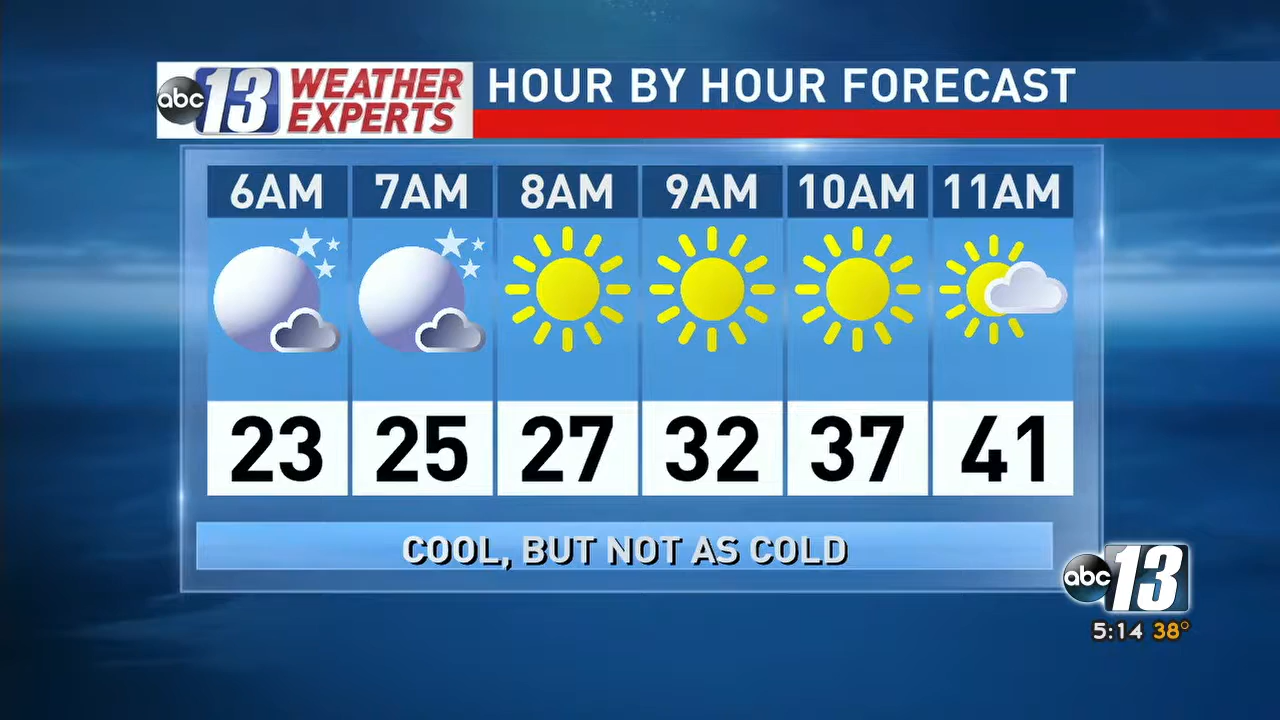 abc 13 WEATHER EXPERTS
HOUR BY HOUR FORECAST
6AM 7AM 8AM 9AM 10AM 11AM
23 25 27 32 37 41
COOL, BUT NOT AS COLD
abc 13
5:14 38°